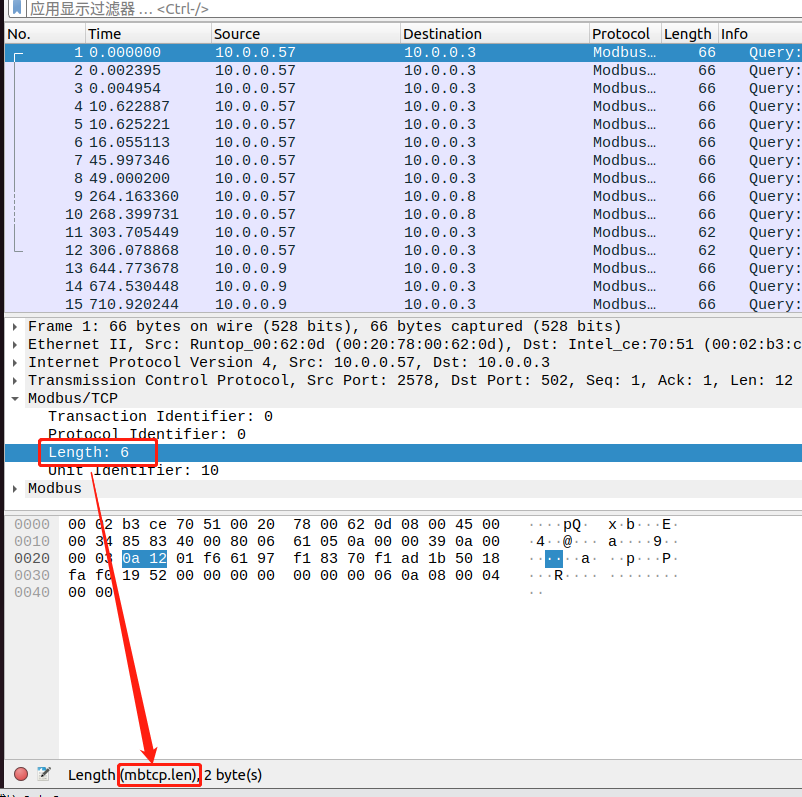 应用显示过滤器 … <Ctrl-/>
No. Time Source Destination Protocol Length Info
1 0.000000 10.0.0.57 10.0.0.3 Modbus… 66 Query:
2 0.002395 10.0.0.57 10.0.0.3 Modbus… 66 Query:
3 0.004954 10.0.0.57 10.0.0.3 Modbus… 66 Query:
4 10.622887 10.0.0.57 10.0.0.3 Modbus… 66 Query:
5 10.625221 10.0.0.57 10.0.0.3 Modbus… 66 Query:
6 16.055113 10.0.0.57 10.0.0.3 Modbus… 66 Query:
7 45.997346 10.0.0.57 10.0.0.3 Modbus… 66 Query:
8 49.000200 10.0.0.57 10.0.0.3 Modbus… 66 Query:
9 264.163360 10.0.0.57 10.0.0.8 Modbus… 66 Query:
10 268.399731 10.0.0.57 10.0.0.8 Modbus… 66 Query:
11 303.705449 10.0.0.57 10.0.0.3 Modbus… 62 Query:
12 306.078868 10.0.0.57 10.0.0.3 Modbus… 62 Query:
13 644.773678 10.0.0.9 10.0.0.3 Modbus… 66 Query:
14 674.530448 10.0.0.9 10.0.0.3 Modbus… 66 Query:
15 710.920244 10.0.0.9 10.0.0.3 Modbus… 66 Query:
Frame 1: 66 bytes on wire (528 bits), 66 bytes captured (528 bits)
Ethernet II, Src: Runtop_00:62:0d (00:20:78:00:62:0d), Dst: Intel_ce:70:51 (00:02:b3:c
Internet Protocol Version 4, Src: 10.0.0.57, Dst: 10.0.0.3
Transmission Control Protocol, Src Port: 2578, Dst Port: 502, Seq: 1, Ack: 1, Len: 12
Modbus/TCP
Transaction Identifier: 0
Protocol Identifier: 0
Length: 6
Unit Identifier: 10
Modbus
0000 00 02 b3 ce 70 51 00 20 78 00 62 0d 08 00 45 00 ····pQ· x·b···E·
0010 00 34 85 83 40 00 80 06 61 05 0a 00 00 39 0a 00 ·4··@··· a····9··
0020 00 03 0a 12 01 f6 61 97 f1 83 70 f1 ad 1b 50 18 ······a· ··p···P·
0030 fa f0 19 52 00 00 00 00 00 00 00 06 0a 08 00 04 ···R···· ········
0040 00 00 ··
Length (mbtcp.len), 2 byte(s)